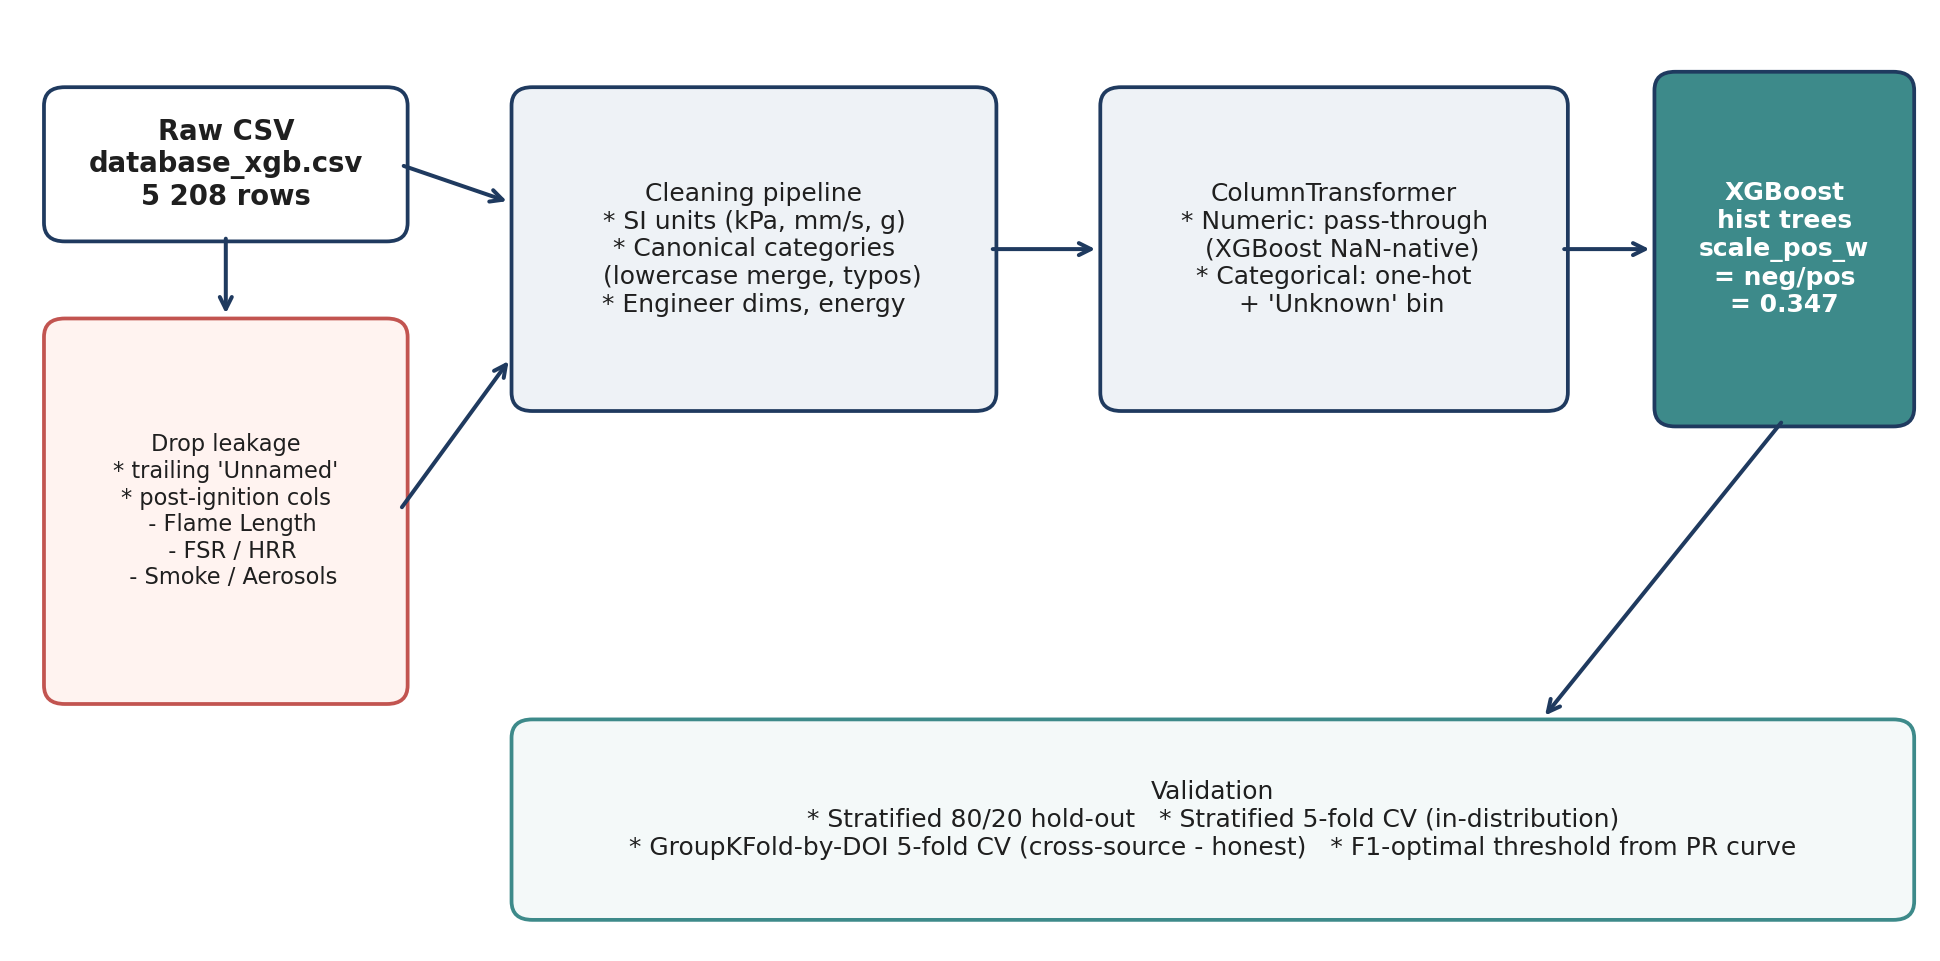 Raw CSV
database_xgb.csv
5 208 rows
Drop leakage
* trailing 'Unnamed'
* post-ignition cols
- Flame Length
- FSR / HRR
- Smoke / Aerosols
Cleaning pipeline
* SI units (kPa, mm/s, g)
* Canonical categories
(lowercase merge, typos)
* Engineer dims, energy
ColumnTransformer
* Numeric: pass-through
(XGBoost NaN-native)
* Categorical: one-hot
+ 'Unknown' bin
XGBoost
hist trees
scale_pos_w
= neg/pos
= 0.347
Validation
* Stratified 80/20 hold-out   * Stratified 5-fold CV (in-distribution)
* GroupKFold-by-DOI 5-fold CV (cross-source - honest)   * F1-optimal threshold from PR curve